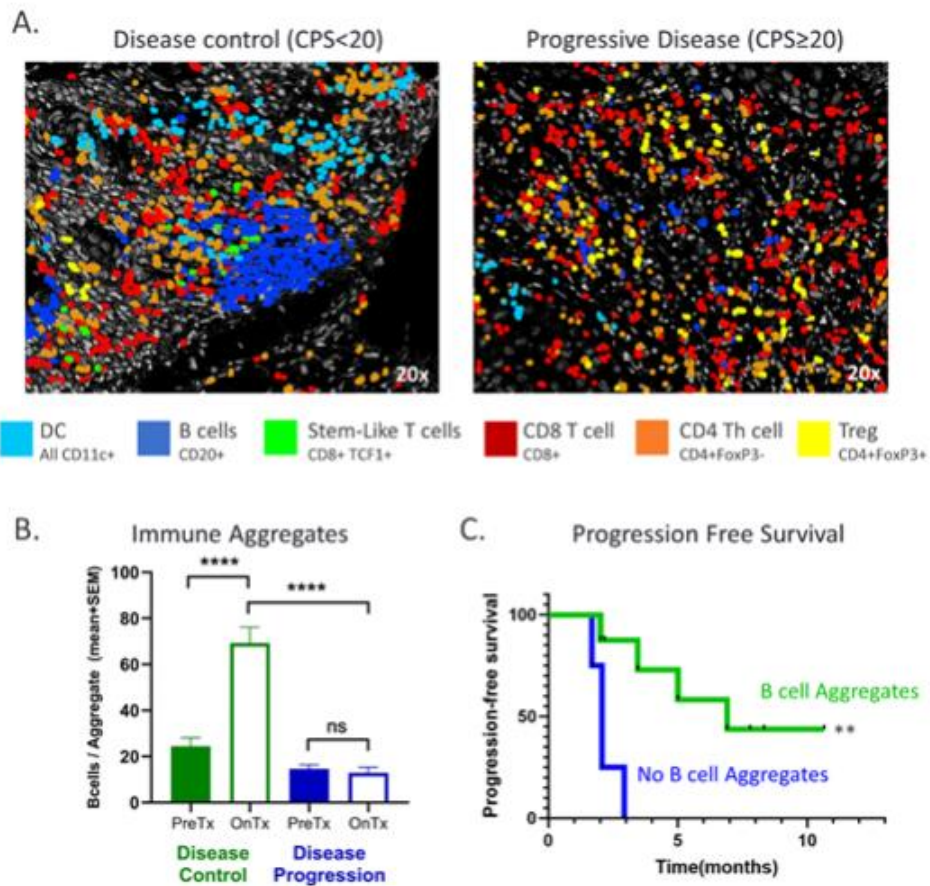 A.
Disease control (CPS<20)
Progressive Disease (CPS≥20)
20x
20x
DC
All CD11c+
B cells
CD20+
Stem-Like T cells
CD8+ TCF1+
CD8 T cell
CD8+
CD4 Th cell
CD4+FoxP3-
Treg
CD4+FoxP3+
B.
Immune Aggregates
Bcells / Aggregate (mean+SEM)
100
80
60
40
20
0
****
****
ns
PreTx
OnTx
PreTx
OnTx
Disease
Control
Disease
Progression
C.
Progression Free Survival
Progression-free survival
100
50
0
B cell Aggregates
**
No B cell Aggregates
0
5
10
Time(months)